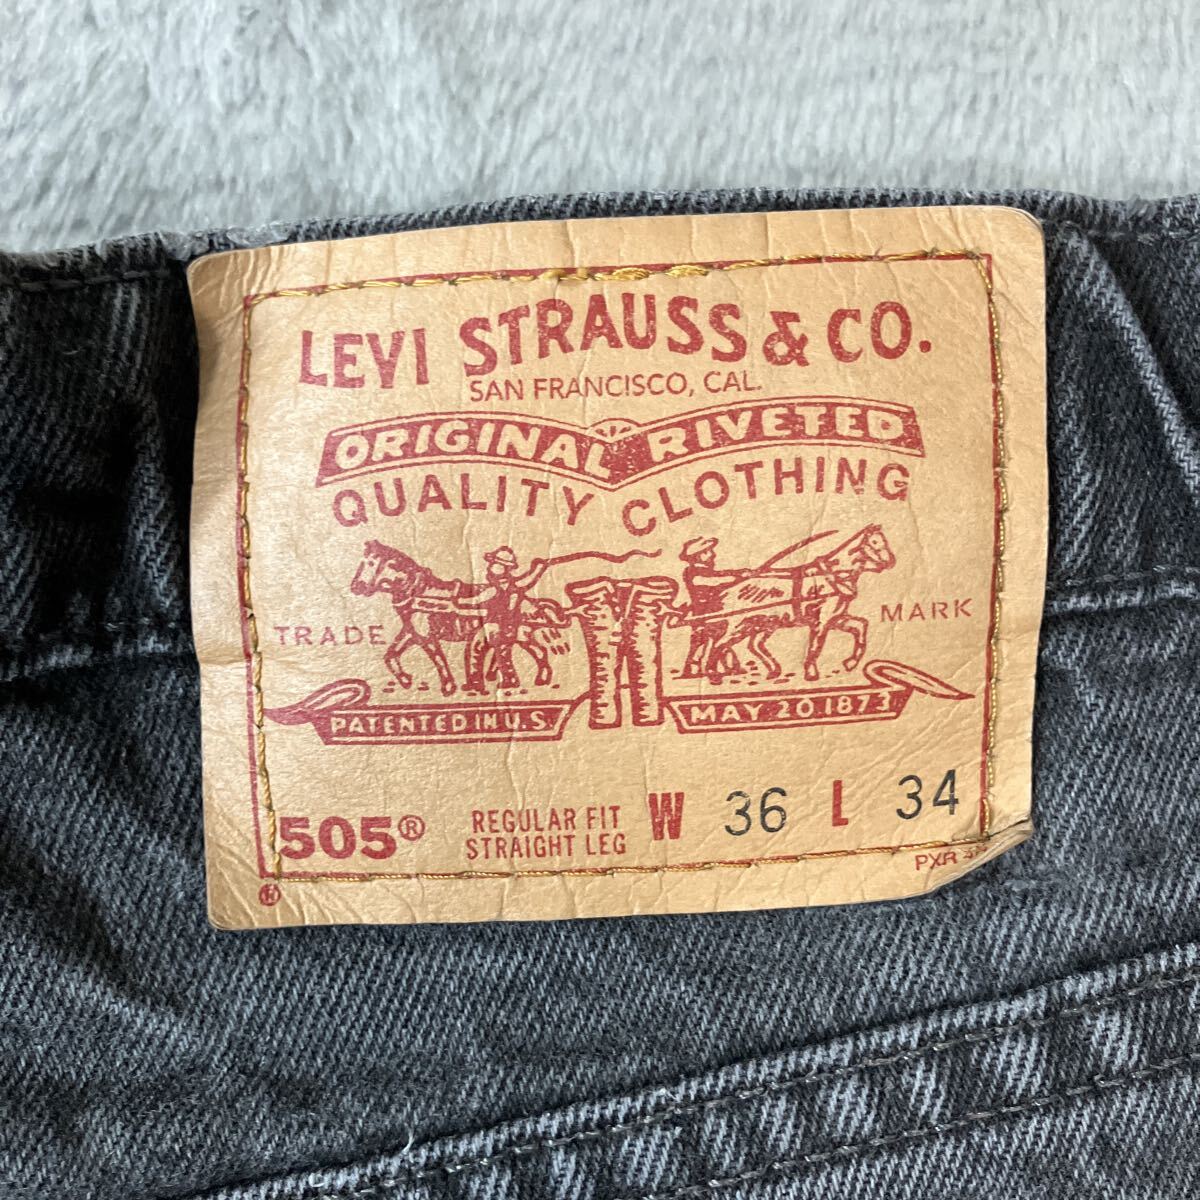 LEVI STRAUSS & CO.
SAN FRANCISCO, CAL.
ORIGINAL RIVETED
QUALITY CLOTHING
TRADE MARK
PATENTED IN U.S. MAY 20 1873
505® REGULAR FIT W 36 L 34
STRAIGHT LEG
PXR
®